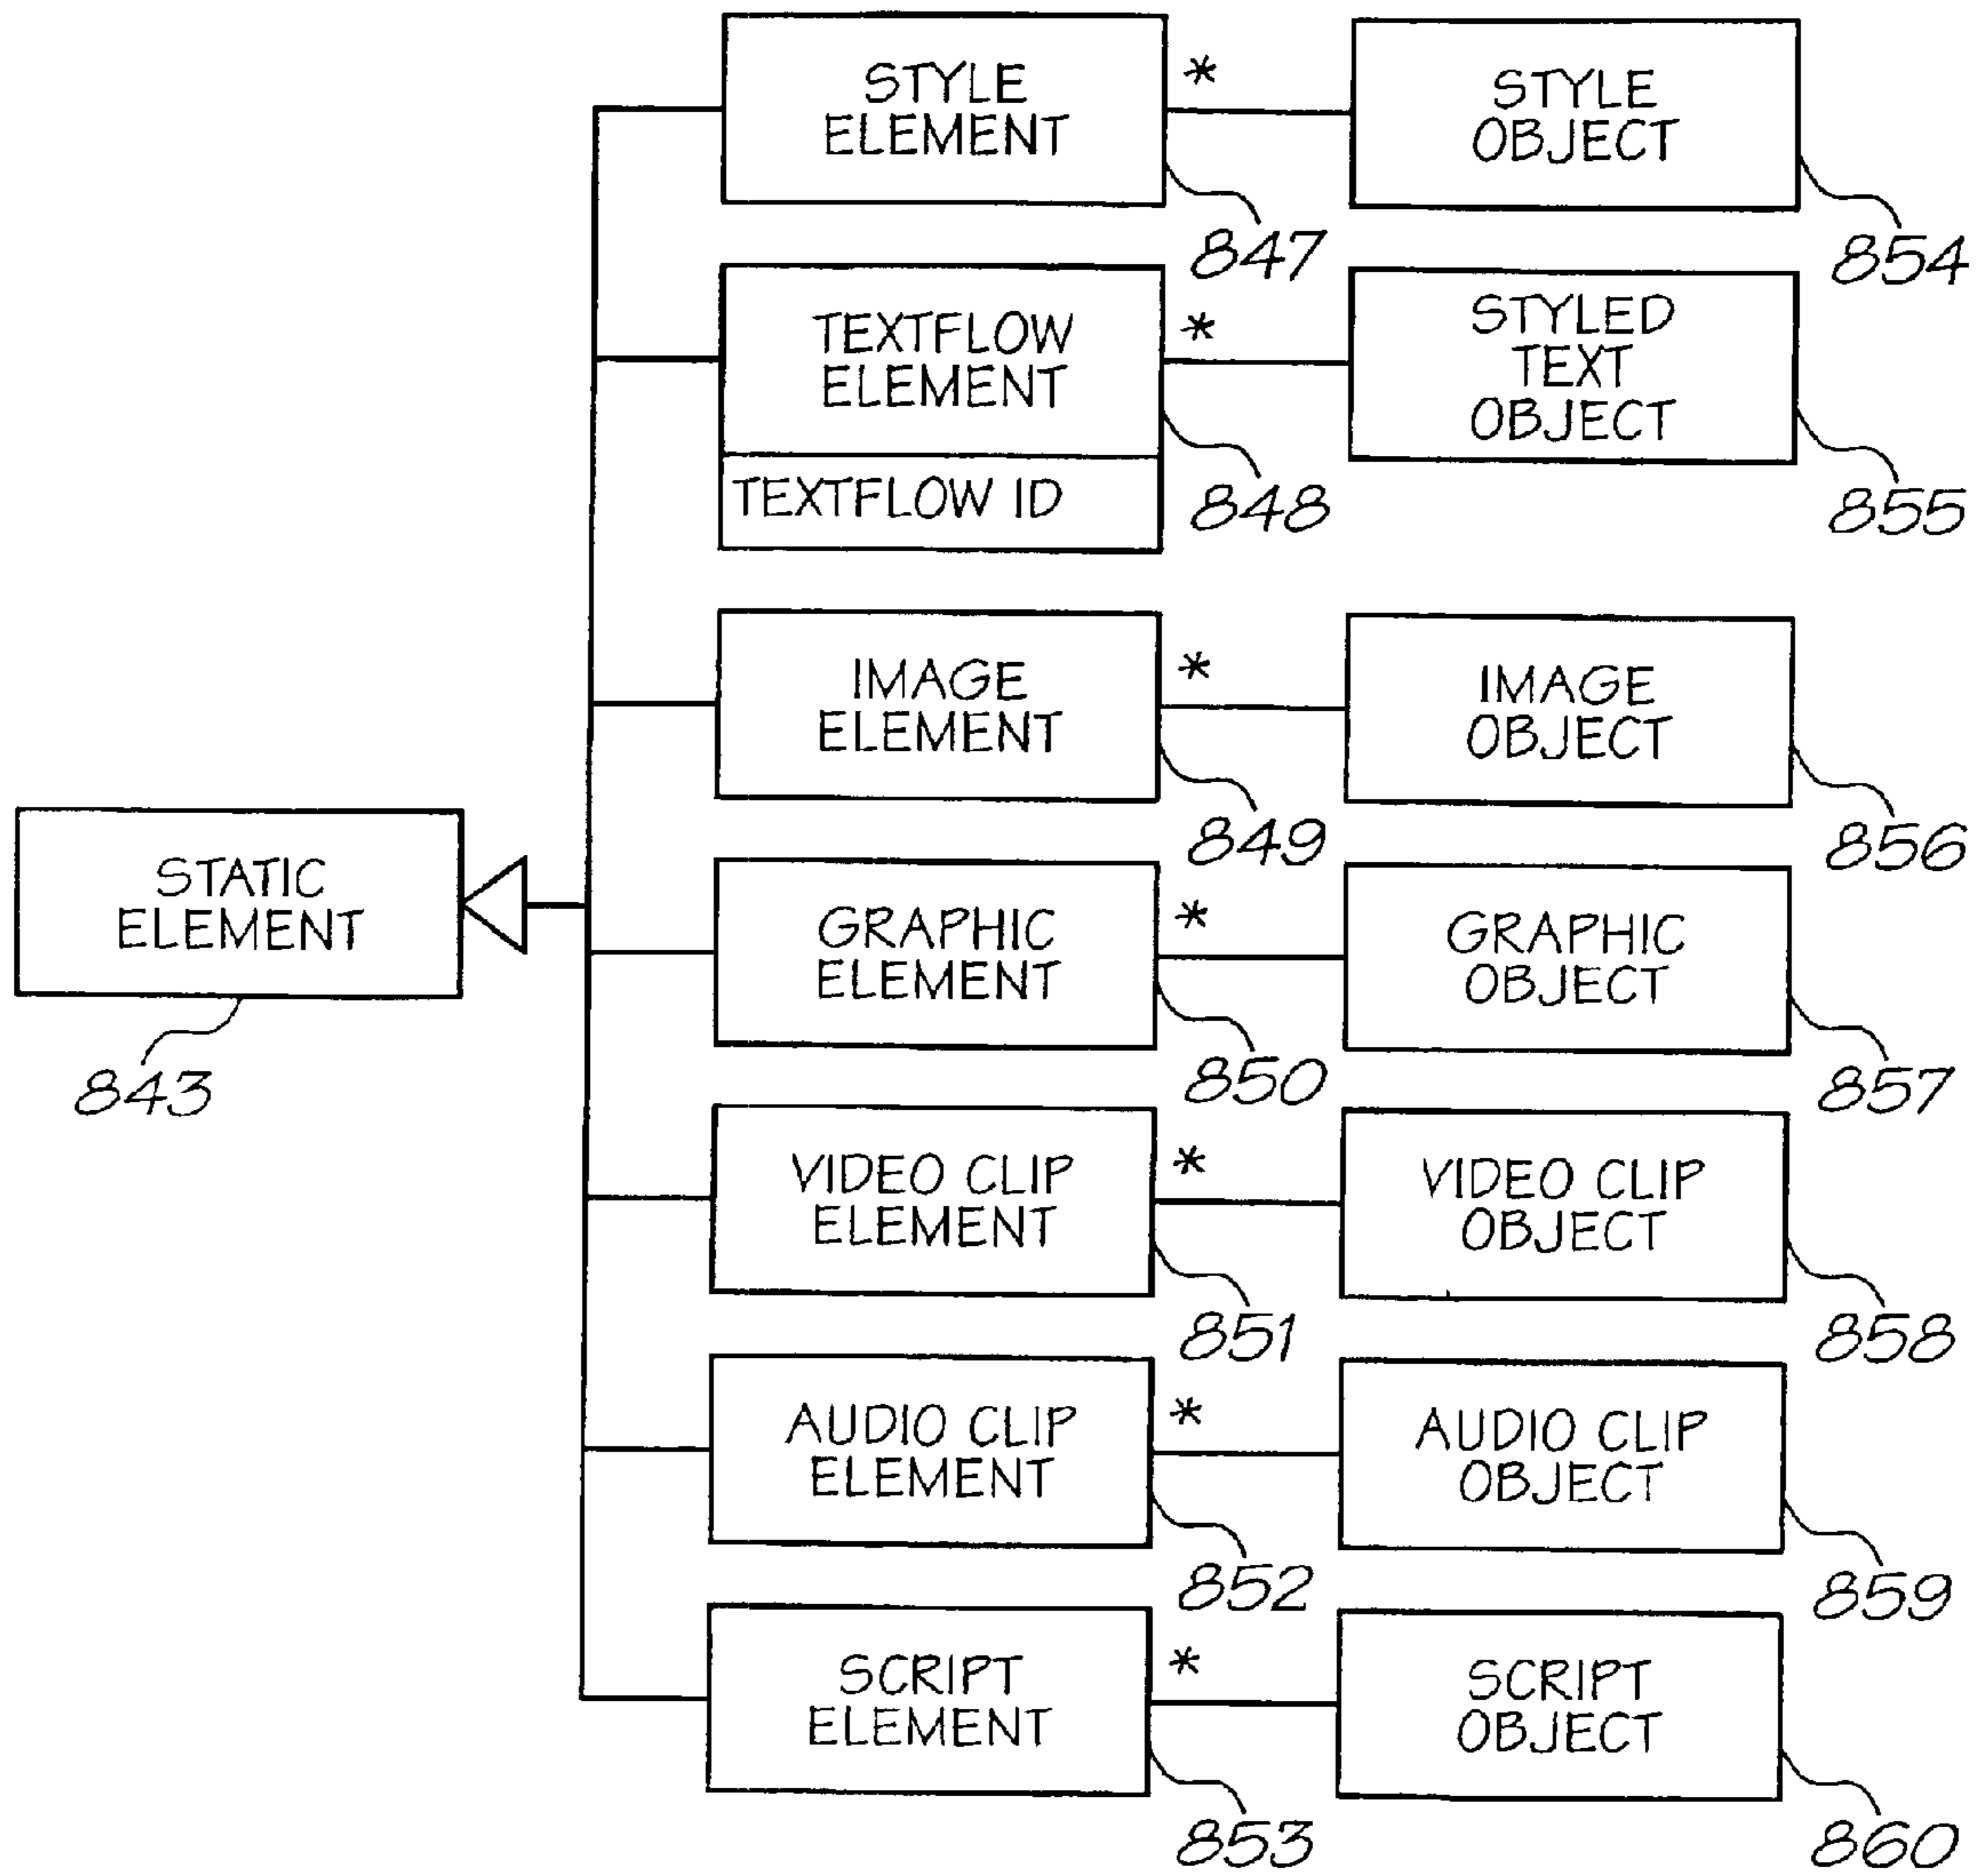 STYLE
ELEMENT
*
847
STYLE
OBJECT
854
TEXTFLOW
ELEMENT
TEXTFLOW ID
*
848
STYLED
TEXT
OBJECT
855
IMAGE
ELEMENT
*
849
IMAGE
OBJECT
856
STATIC
ELEMENT
843
GRAPHIC
ELEMENT
*
850
GRAPHIC
OBJECT
857
VIDEO CLIP
ELEMENT
*
851
VIDEO CLIP
OBJECT
858
AUDIO CLIP
ELEMENT
*
852
AUDIO CLIP
OBJECT
859
SCRIPT
ELEMENT
*
853
SCRIPT
OBJECT
860